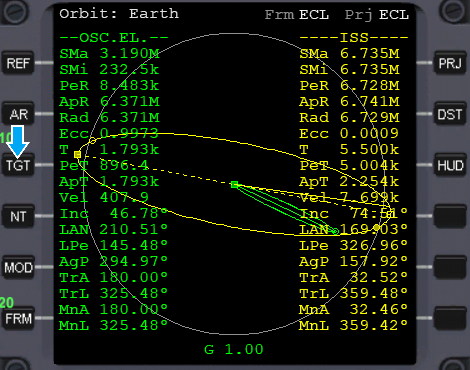 Orbit: Earth Frm ECL Prj ECL
--OSC.EL.-- ----ISS----
SMa 3.190M SMa 6.735M
REF SMi 232.5k SMi 6.735M PRJ
PeR 8.483k PeR 6.728M
ApR 6.371M ApR 6.741M
AR Rad 6.371M Rad 6.729M DST
Ecc 0.9973 Ecc 0.0009
10 T 1.793k T 5.500k
TGT PeT 896.4 PeT 5.004k HUD
ApT 1.793k ApT 2.254k
Vel 407.9 Vel 7.699k
NT Inc 46.78° Inc 74.51°
LAN 210.51° LAN 169.03°
LPe 145.48° LPe 326.96°
MOD AgP 294.97° AgP 157.92°
TrA 180.00° TrA 32.52°
20 TrL 325.48° TrL 359.48°
FRM MnA 180.00° MnA 32.46°
MnL 325.48° MnL 359.42°
G 1.00